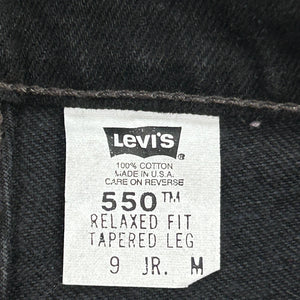 LEVI'S ®
100% COTTON
MADE IN U.S.A.
CARE ON REVERSE
550™
RELAXED FIT
TAPERED LEG
9 JR. M